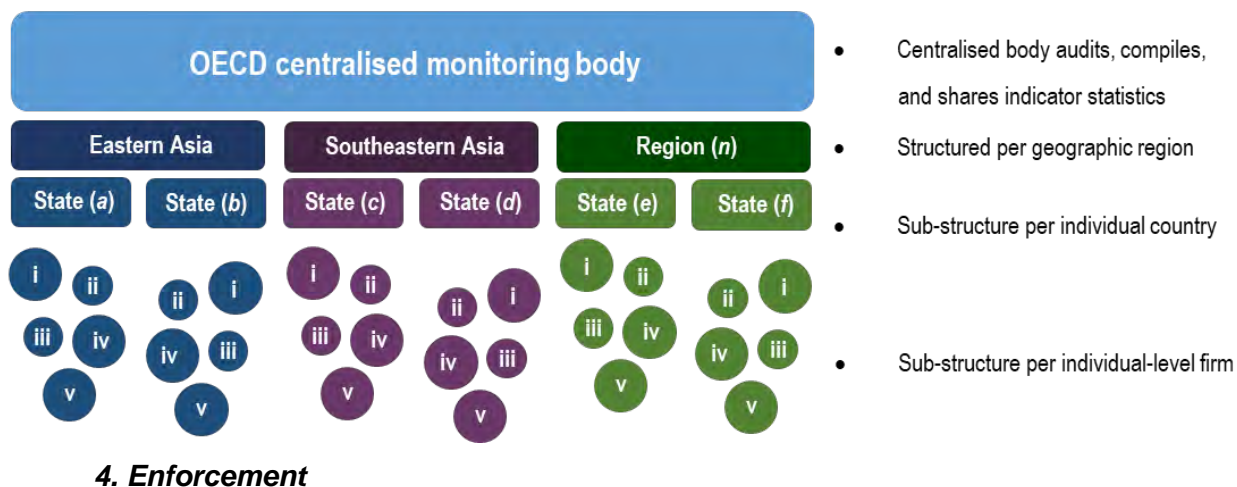 OECD centralised monitoring body
Eastern Asia
Southeastern Asia
Region (n)
State (a)
State (b)
State (c)
State (d)
State (e)
State (f)
i
ii
iii
iv
v
i
ii
iii
iv
v
i
ii
iii
iv
v
i
ii
iii
iv
v
i
ii
iii
iv
v
i
ii
iii
iv
v
• Centralised body audits, compiles,
and shares indicator statistics
• Structured per geographic region
• Sub-structure per individual country
• Sub-structure per individual-level firm
4. Enforcement